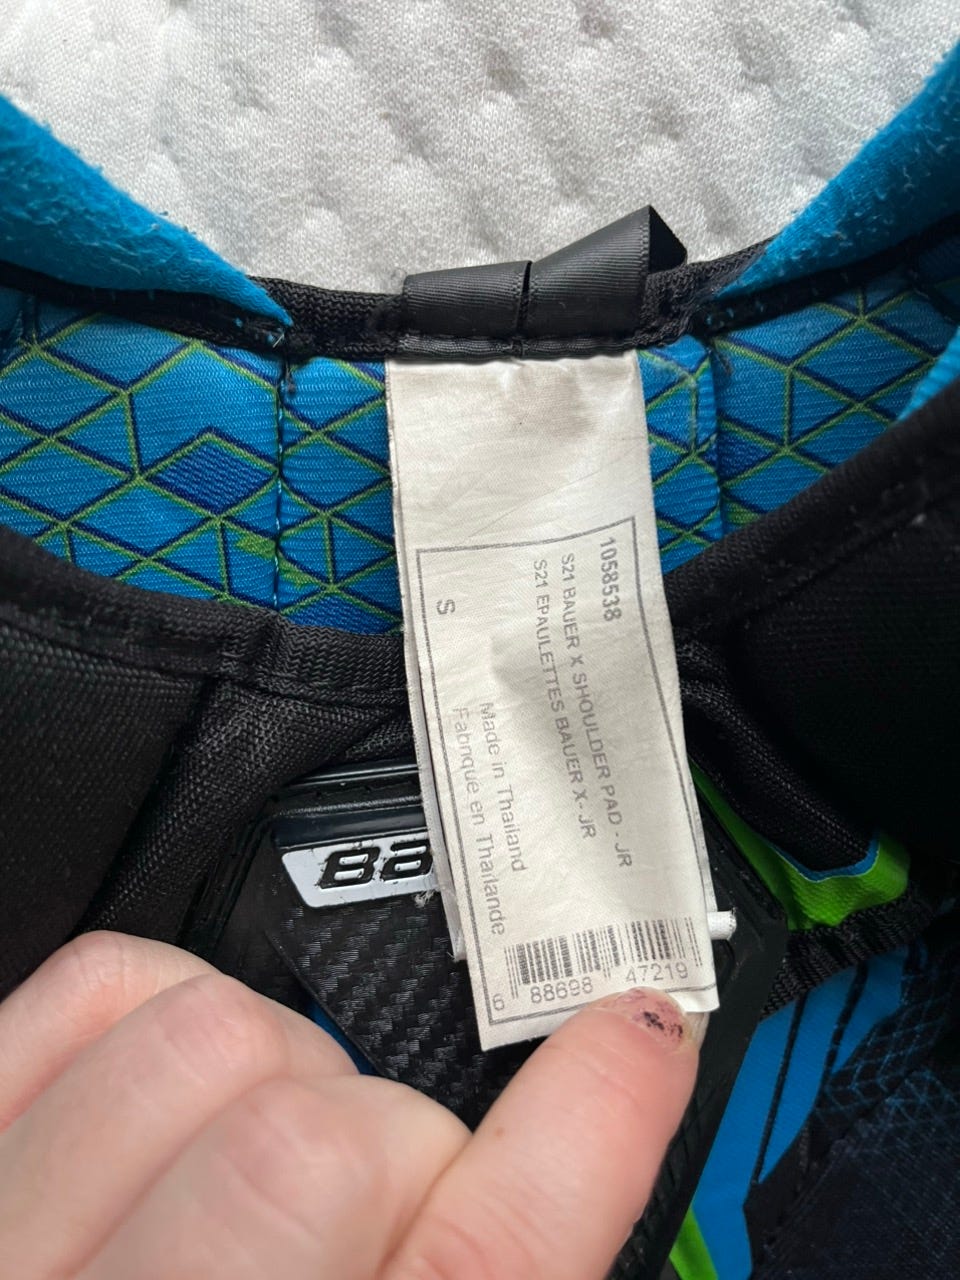 1058538
S21 BAUER X SHOULDER PAD - JR
S21 EPAULETTES BAUER X- JR
Made in Thailand
Fabriqué en Thaïlande
S
6 88698 47219
BA